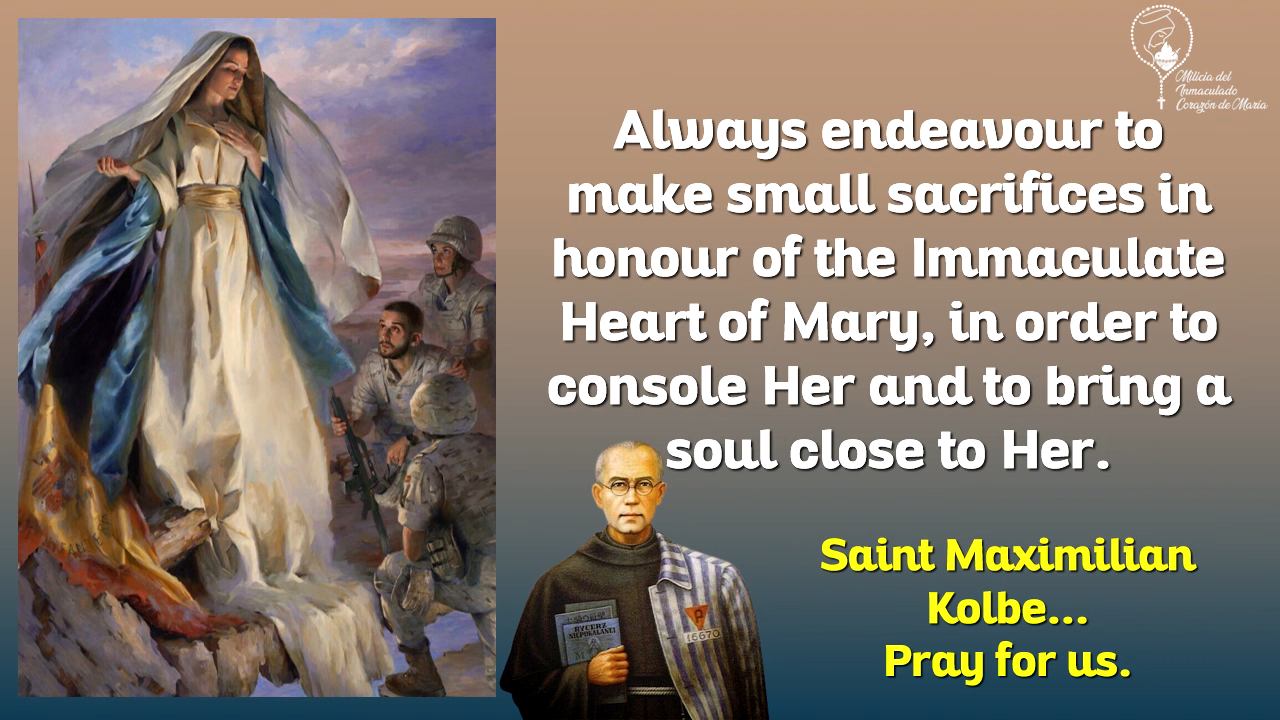 Milicia del
Inmaculado
Corazón de María
Always endeavour to
make small sacrifices in
honour of the Immaculate
Heart of Mary, in order to
console Her and to bring a
soul close to Her.
Saint Maximilian
Kolbe...
Pray for us.
RYCERZ
NIEPOKALANEJ
P
16670